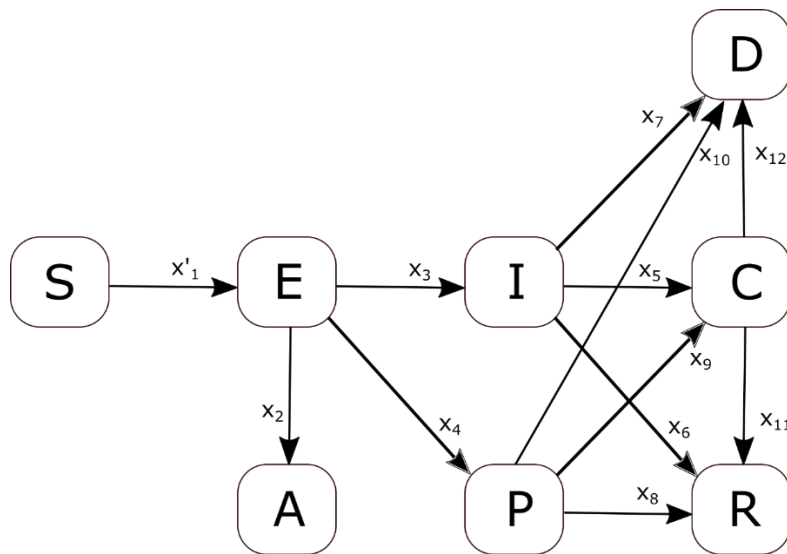 D
x₇
x₁₀
x₁₂
S
x'₁
E
x₃
I
x₅
C
x₉
x₂
x₄
x₆
x₁₁
A
P
x₈
R